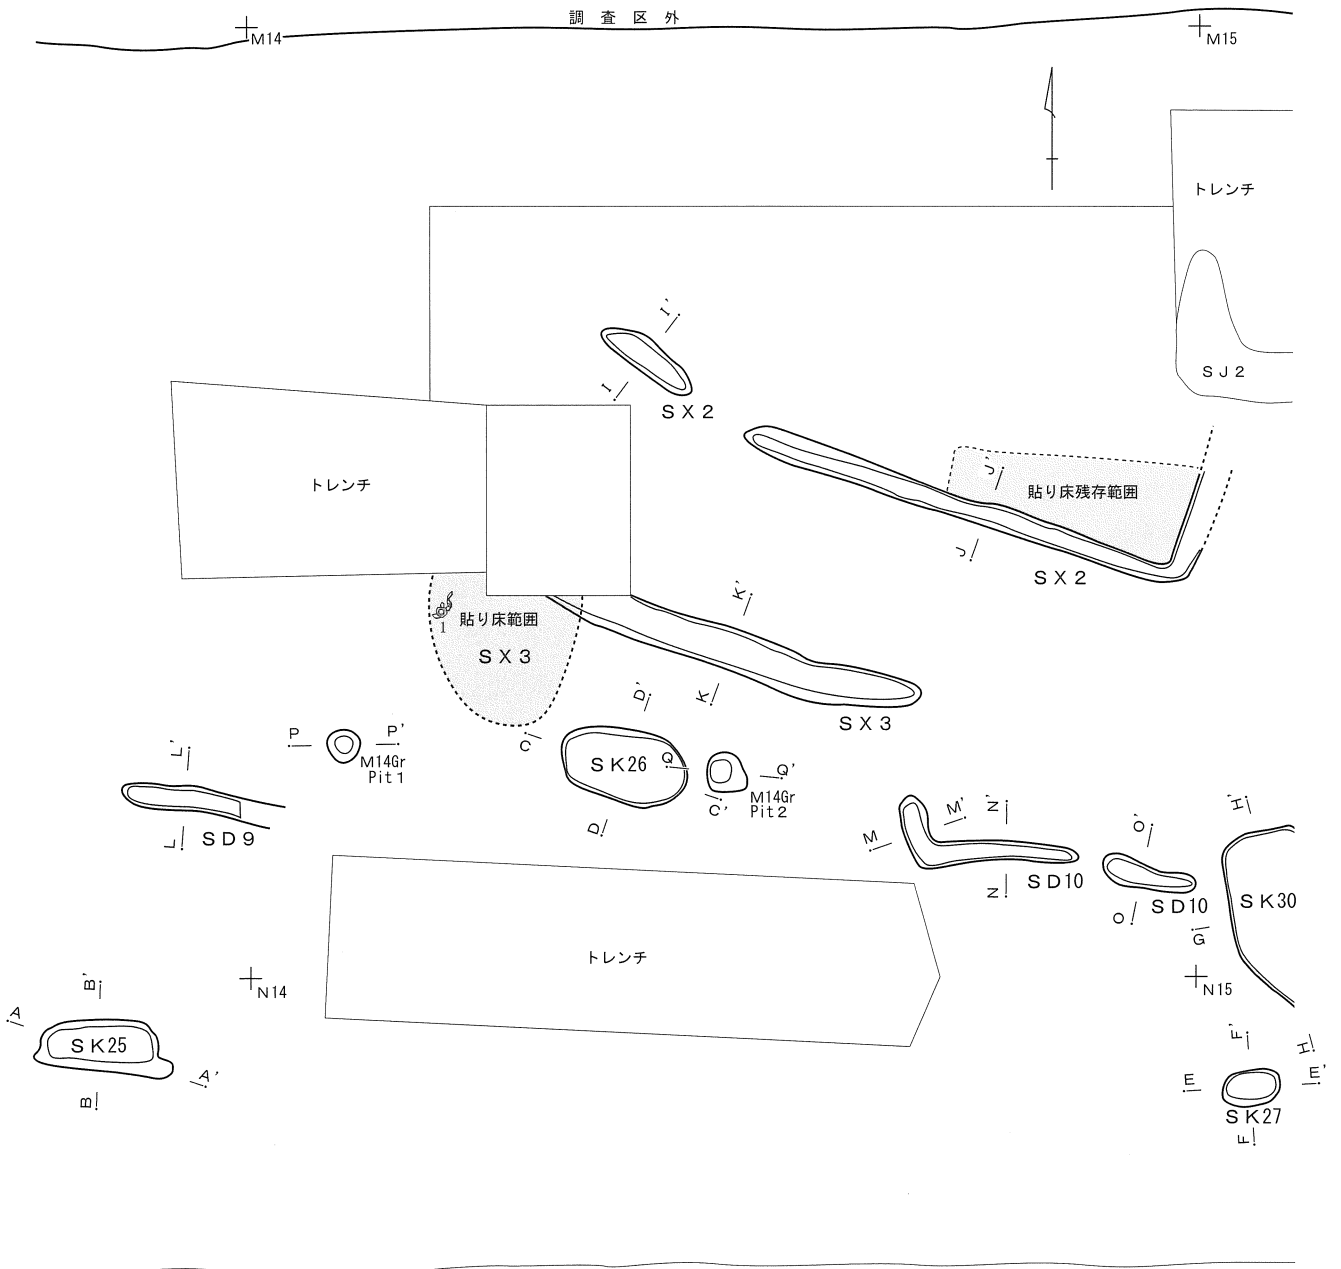 調査区外
M14
M15
トレンチ
I'
I
SX2
SJ2
トレンチ
J'
貼り床残存範囲
J
SX2
K'
1
貼り床範囲
SX3
D'
K
SX3
P
P'
C
M14Gr
Pit1
L'
SK26
Q
Q'
C'
M14Gr
Pit2
D
L
SD9
M
M'
N'
O'
H'
N
SD10
O
SD10
SK30
G
トレンチ
B'
N14
N15
A
SK25
A'
B
F'
H
E
E'
SK27
F